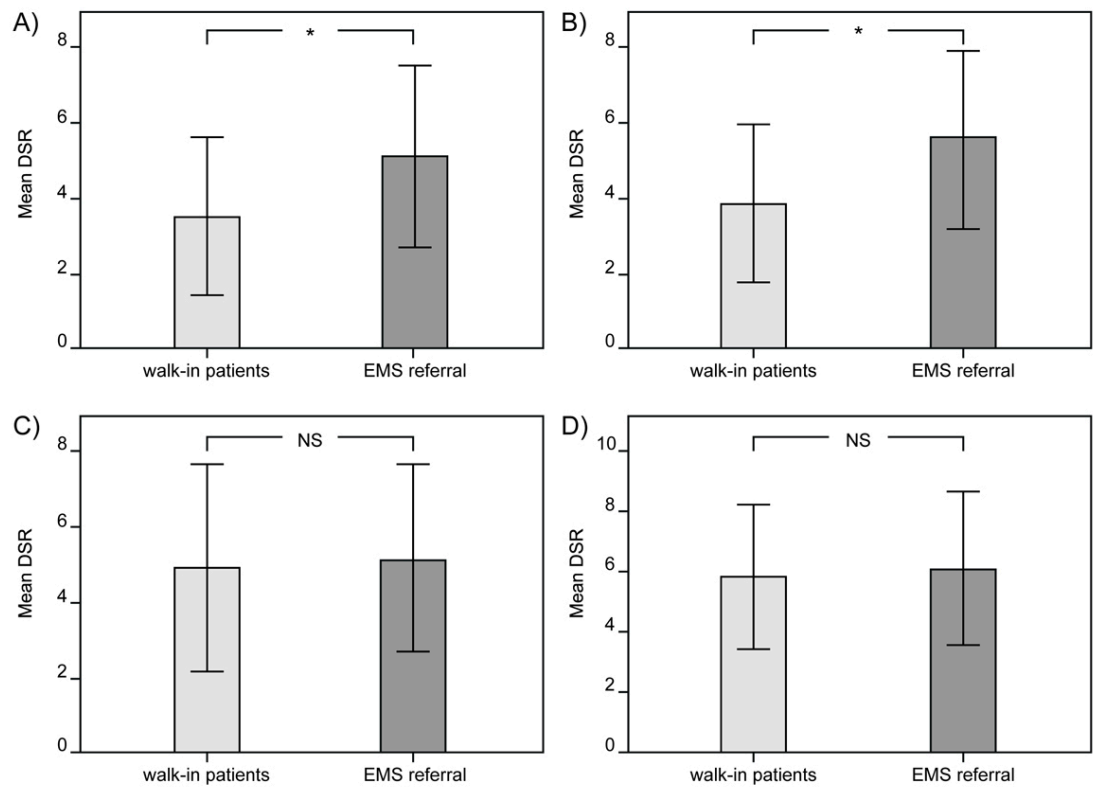 A)
Mean DSR
8
6
4
2
0
*
walk-in patients
EMS referral
B)
Mean DSR
8
6
4
2
0
*
walk-in patients
EMS referral
C)
Mean DSR
8
6
4
2
0
NS
walk-in patients
EMS referral
D)
Mean DSR
10
8
6
4
2
0
NS
walk-in patients
EMS referral